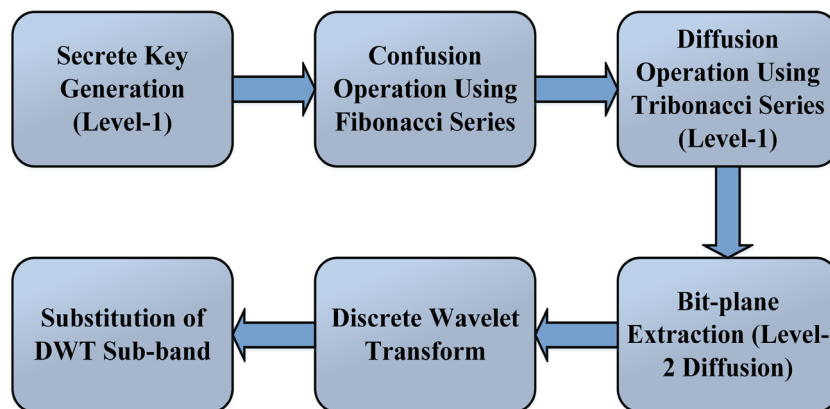 Secrete Key
Generation
(Level-1)
Confusion
Operation Using
Fibonacci Series
Diffusion
Operation Using
Tribonacci Series
(Level-1)
Bit-plane
Extraction (Level-
2 Diffusion)
Discrete Wavelet
Transform
Substitution of
DWT Sub-band